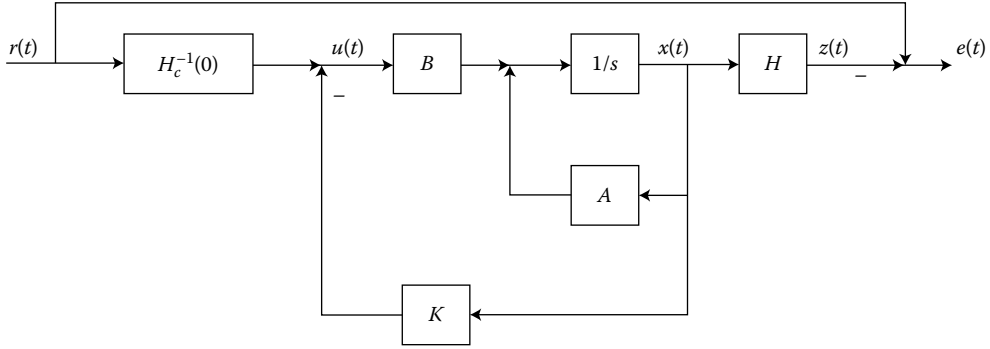 r(t)
H_c^{-1}(0)
u(t)
B
1/s
x(t)
H
z(t)
e(t)
–
–
A
K